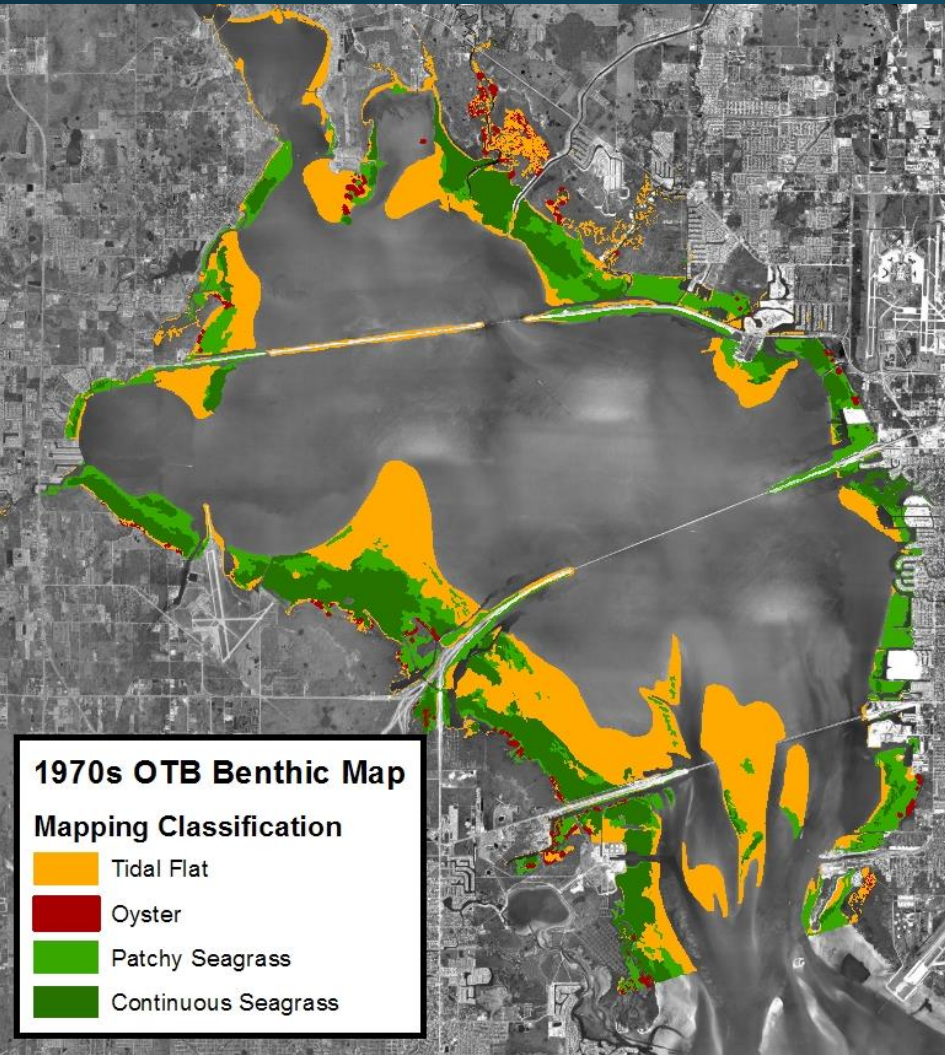 1970s OTB Benthic Map
Mapping Classification
Tidal Flat
Oyster
Patchy Seagrass
Continuous Seagrass